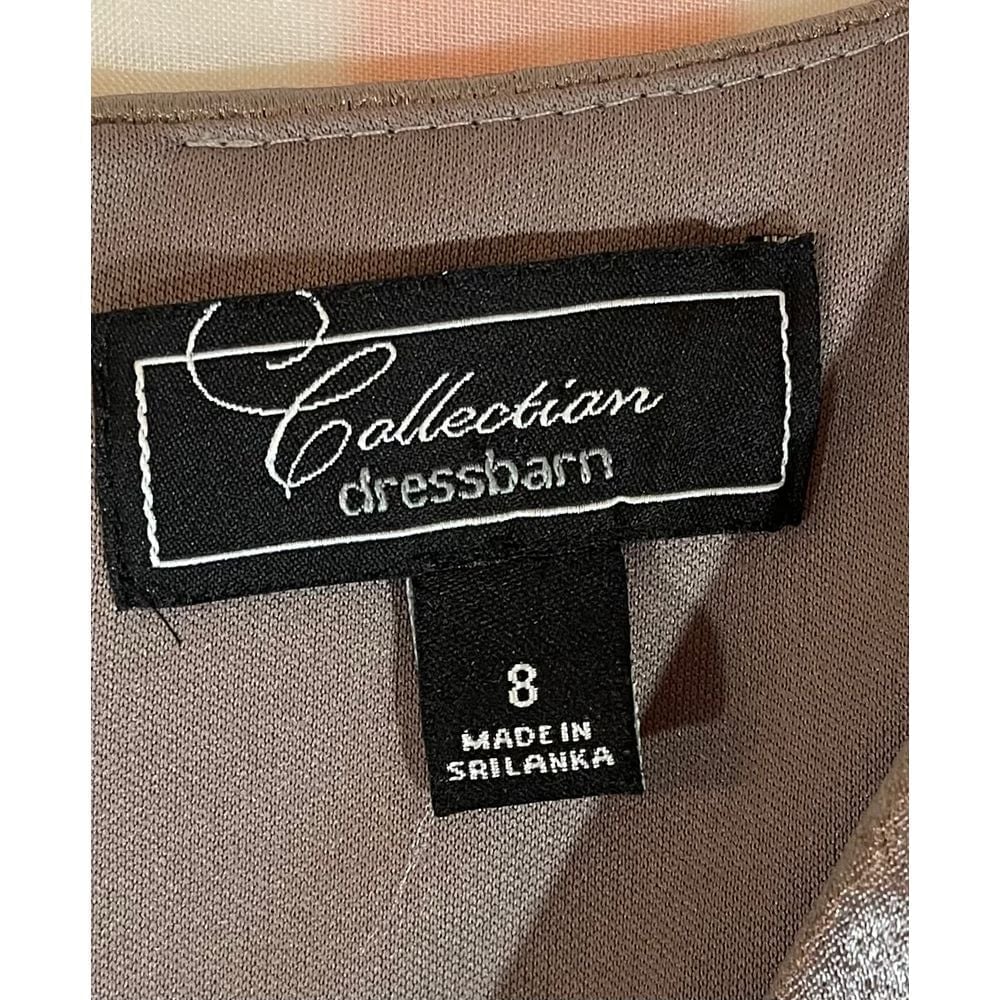 Collection
dressbarn
8
MADE IN
SRILANKA